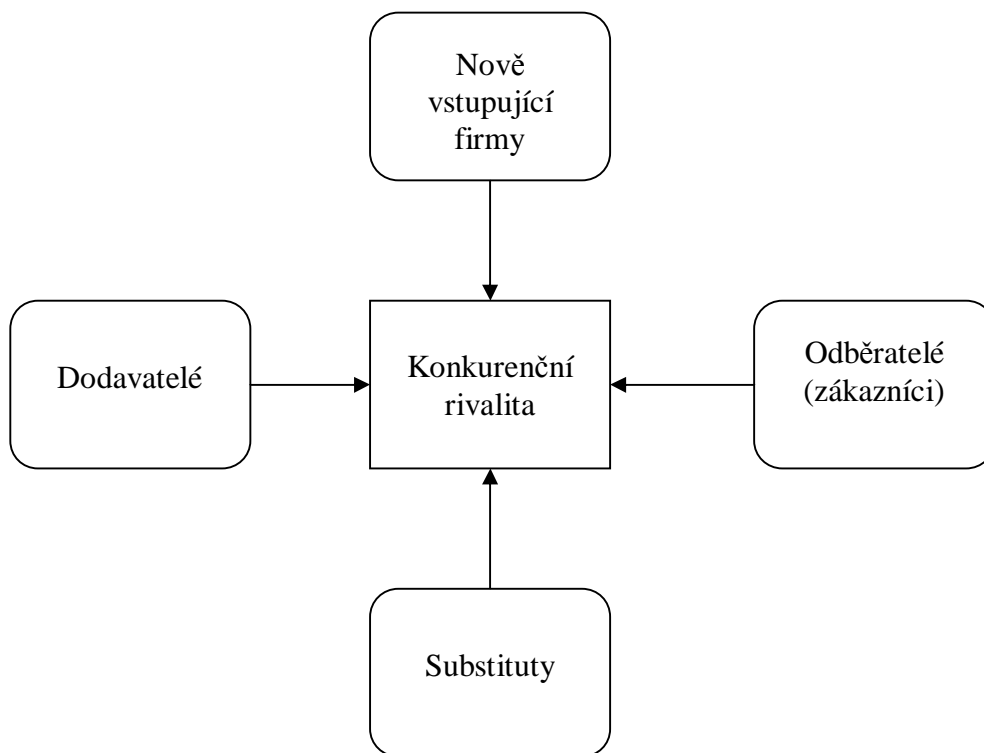 Nově
vstupující
firmy
Dodavatelé
Konkurenční
rivalita
Odběratelé
(zákazníci)
Substituty